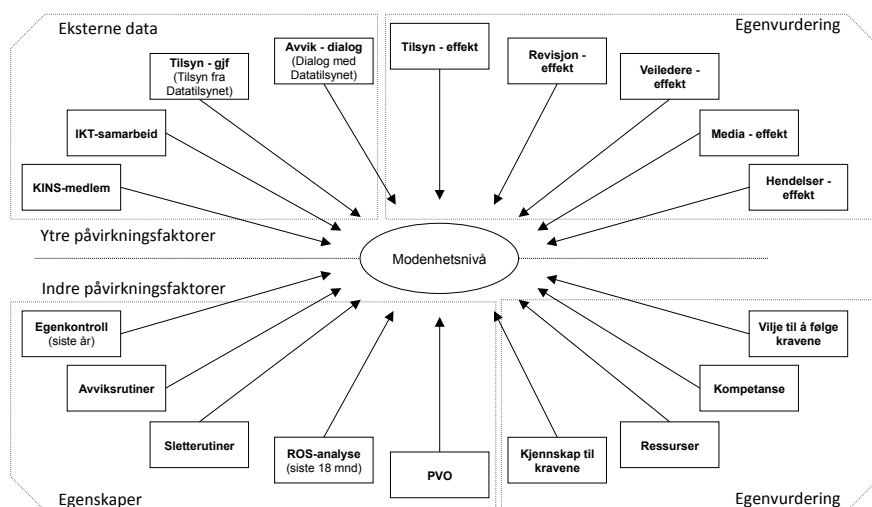 Eksterne data
Egenvurdering
Avvik - dialog
(Dialog med
Datatilsynet)
Tilsyn - effekt
Revisjon -
effekt
Tilsyn - gjf
(Tilsyn fra
Datatilsynet)
Veiledere -
effekt
IKT-samarbeid
Media - effekt
KINS-medlem
Hendelser -
effekt
Ytre påvirkningsfaktorer
Modenhetsnivå
Indre påvirkningsfaktorer
Egenkontroll
(siste år)
Vilje til å følge
kravene
Avviksrutiner
Kompetanse
Sletterutiner
ROS-analyse
(siste 18 mnd)
PVO
Kjennskap til
kravene
Ressurser
Egenskaper
Egenvurdering